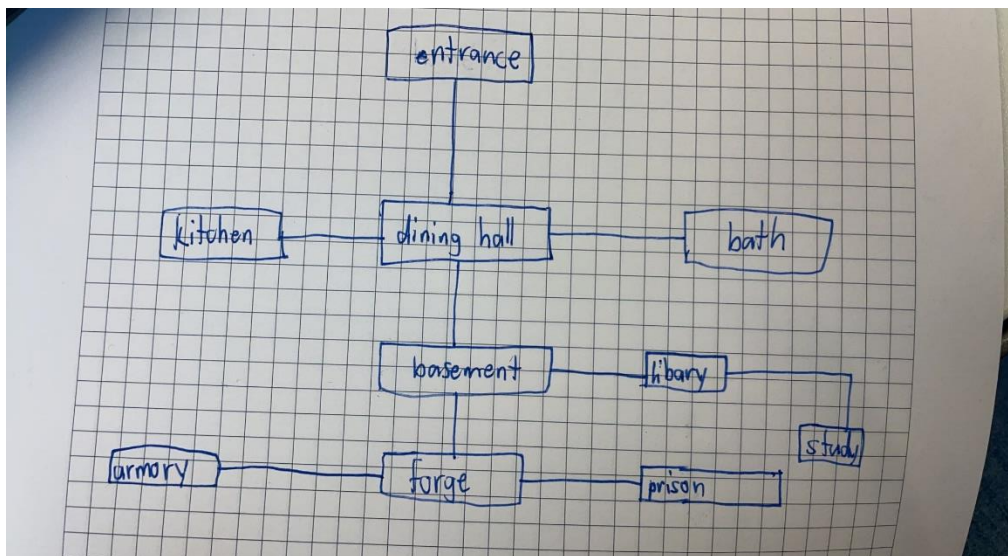 entrance
kitchen
dining hall
bath
basement
libary
study
armory
forge
prison